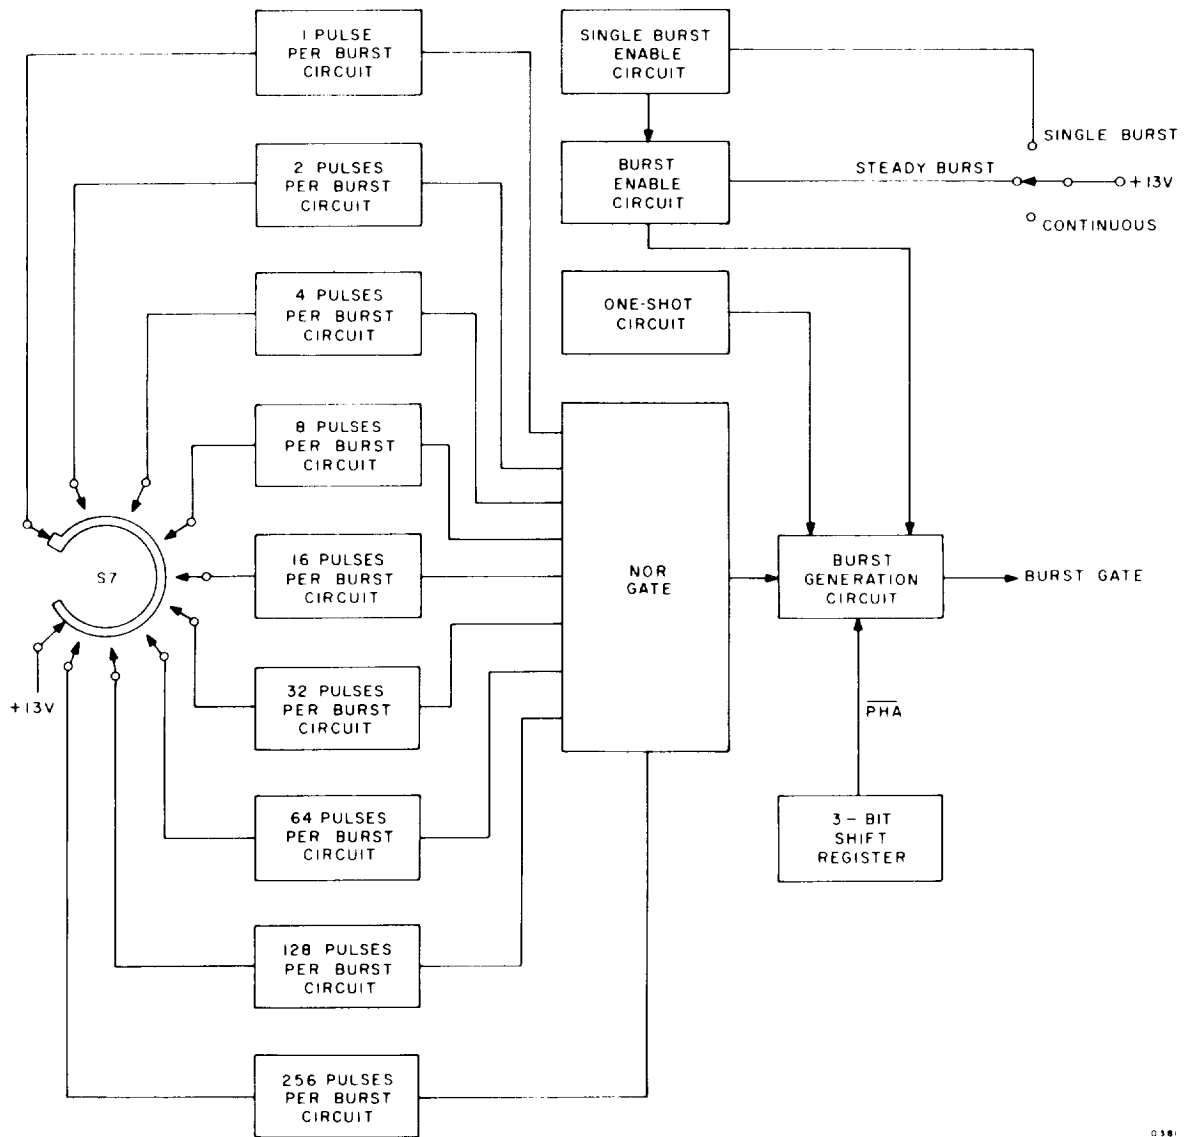 1 PULSE
PER BURST
CIRCUIT
SINGLE BURST
ENABLE
CIRCUIT
SINGLE BURST
2 PULSES
PER BURST
CIRCUIT
BURST
ENABLE
CIRCUIT
STEADY BURST
+13V
CONTINUOUS
4 PULSES
PER BURST
CIRCUIT
ONE-SHOT
CIRCUIT
8 PULSES
PER BURST
CIRCUIT
S7
16 PULSES
PER BURST
CIRCUIT
NOR
GATE
BURST
GENERATION
CIRCUIT
BURST GATE
+13V
32 PULSES
PER BURST
CIRCUIT
P̅H̅A̅
64 PULSES
PER BURST
CIRCUIT
3-BIT
SHIFT
REGISTER
128 PULSES
PER BURST
CIRCUIT
256 PULSES
PER BURST
CIRCUIT